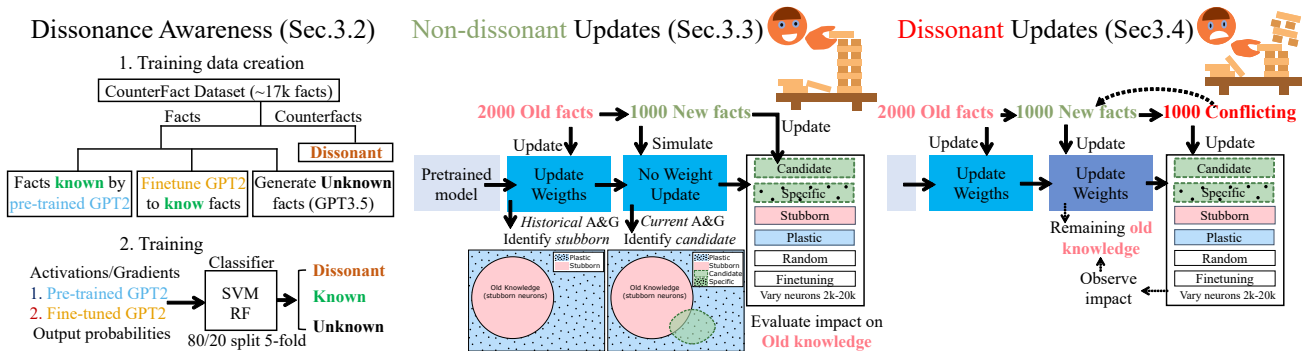 Dissonance Awareness (Sec.3.2)
1. Training data creation
CounterFact Dataset (~17k facts)
Facts
Counterfacts
Dissonant
Facts known by
pre-trained GPT2
Finetune GPT2
to know facts
Generate Unknown
facts (GPT3.5)
2. Training
Activations/Gradients
1. Pre-trained GPT2
2. Fine-tuned GPT2
Output probabilities
Classifier
SVM
RF
80/20 split 5-fold
Dissonant
Known
Unknown
Non-dissonant Updates (Sec.3.3)
2000 Old facts
1000 New facts
Update
Simulate
Update
Pretrained
model
Update
Weigths
No Weight
Update
Historical A&G
Identify stubborn
Current A&G
Identify candidate
Plastic
Stubborn
Old Knowledge
(stubborn neurons)
Plastic
Stubborn
Candidate
Specific
Old Knowledge
(stubborn neurons)
Candidate
Specific
Stubborn
Plastic
Random
Finetuning
Vary neurons 2k-20k
Evaluate impact on
Old knowledge
Dissonant Updates (Sec3.4)
2000 Old facts
1000 New facts
1000 Conflicting
Update
Update
Update
Update
Weigths
Update
Weights
Remaining old
knowledge
Observe
impact
Candidate
Specific
Stubborn
Plastic
Random
Finetuning
Vary neurons 2k-20k